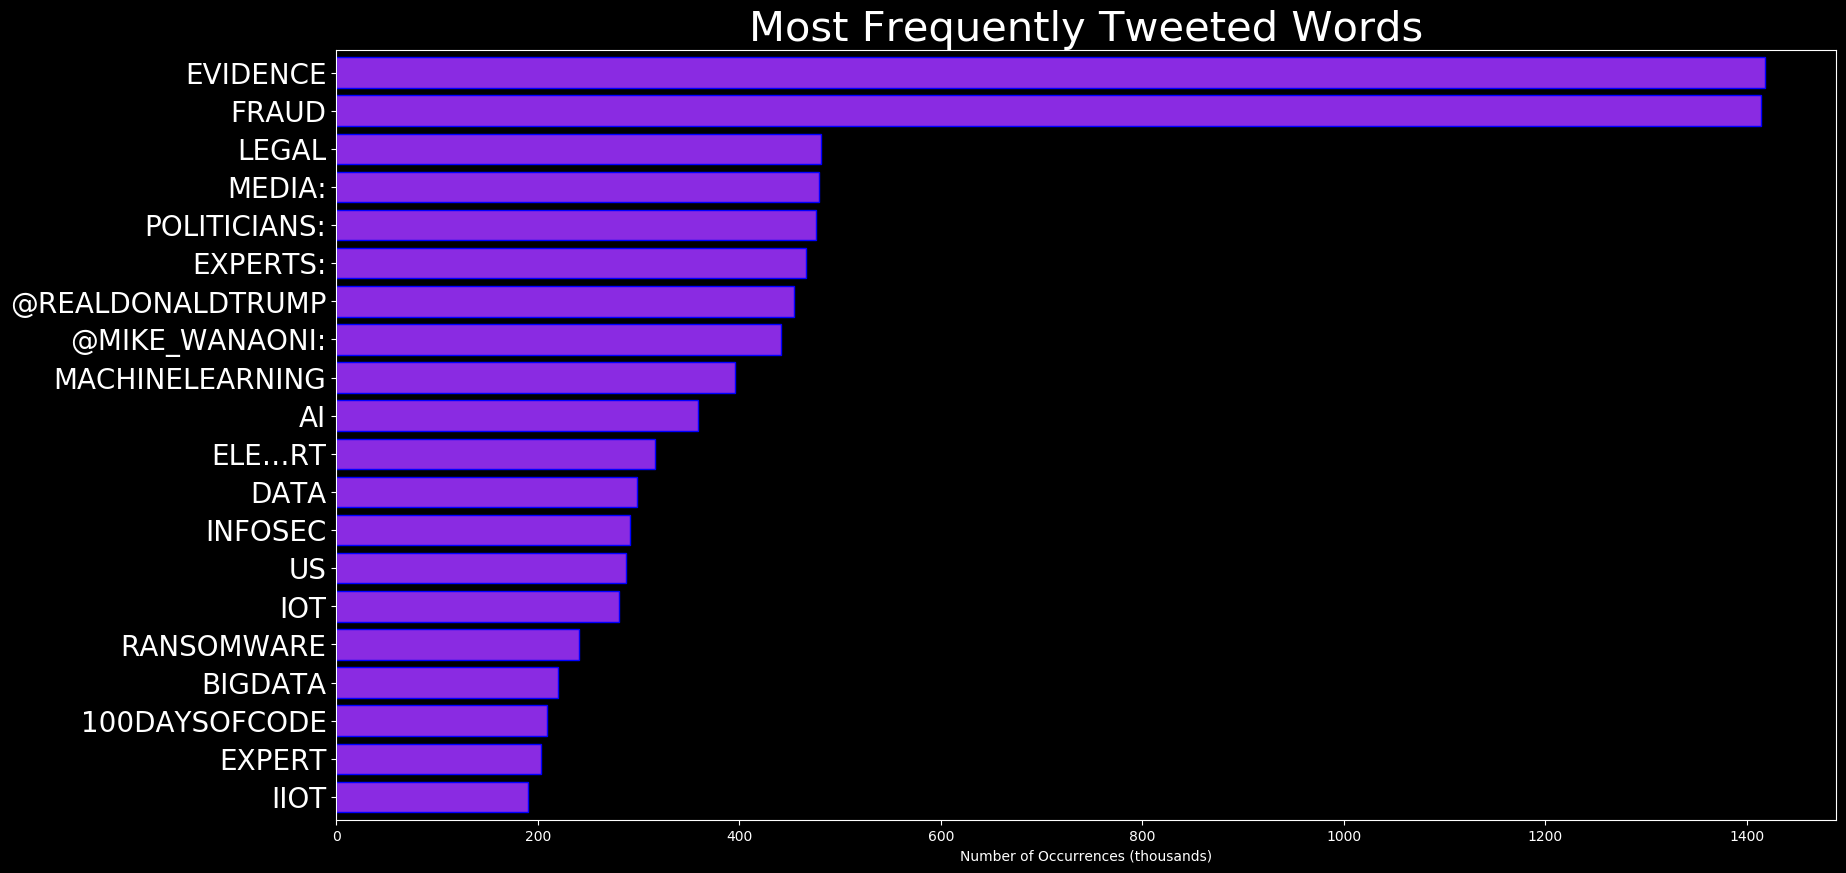 Most Frequently Tweeted Words
EVIDENCE
FRAUD
LEGAL
MEDIA:
POLITICIANS:
EXPERTS:
@REALDONALDTRUMP
@MIKE_WANAONI:
MACHINELEARNING
AI
ELE…RT
DATA
INFOSEC
US
IOT
RANSOMWARE
BIGDATA
100DAYSOFCODE
EXPERT
IIOT
0 200 400 600 800 1000 1200 1400
Number of Occurrences (thousands)